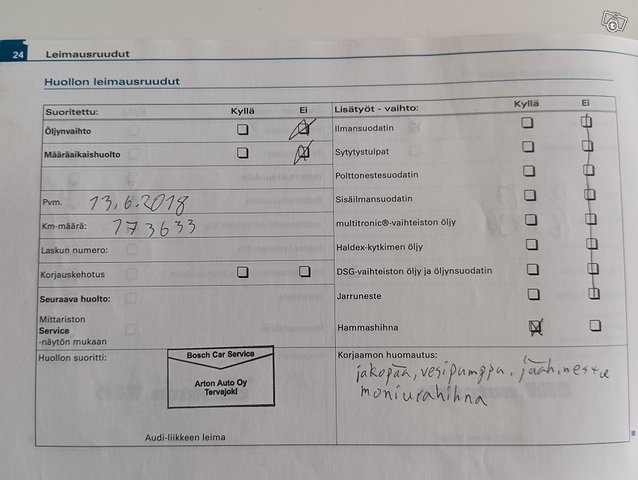 24 Leimausruudut
Huollon leimausruudut
Suoritettu: Kyllä Ei
Öljynvaihto
Määräaikaishuolto
Pvm. 13.6.2018
Km-määrä: 173633
Laskun numero:
Korjauskehotus
Seuraava huolto:
Mittariston
Service
-näytön mukaan
Huollon suoritti:
Bosch Car Service
Arton Auto Oy
Tervajoki
Audi-liikkeen leima
Lisätyöt - vaihto: Kyllä Ei
Ilmansuodatin
Sytytystulpat
Polttonestesuodatin
Sisäilmansuodatin
multitronic®-vaihteiston öljy
Haldex-kytkimen öljy
DSG-vaihteiston öljy ja öljynsuodatin
Jarruneste
Hammashihna
Korjaamon huomautus:
jakopää, vesipumppu, jäähneste
moniurahihna